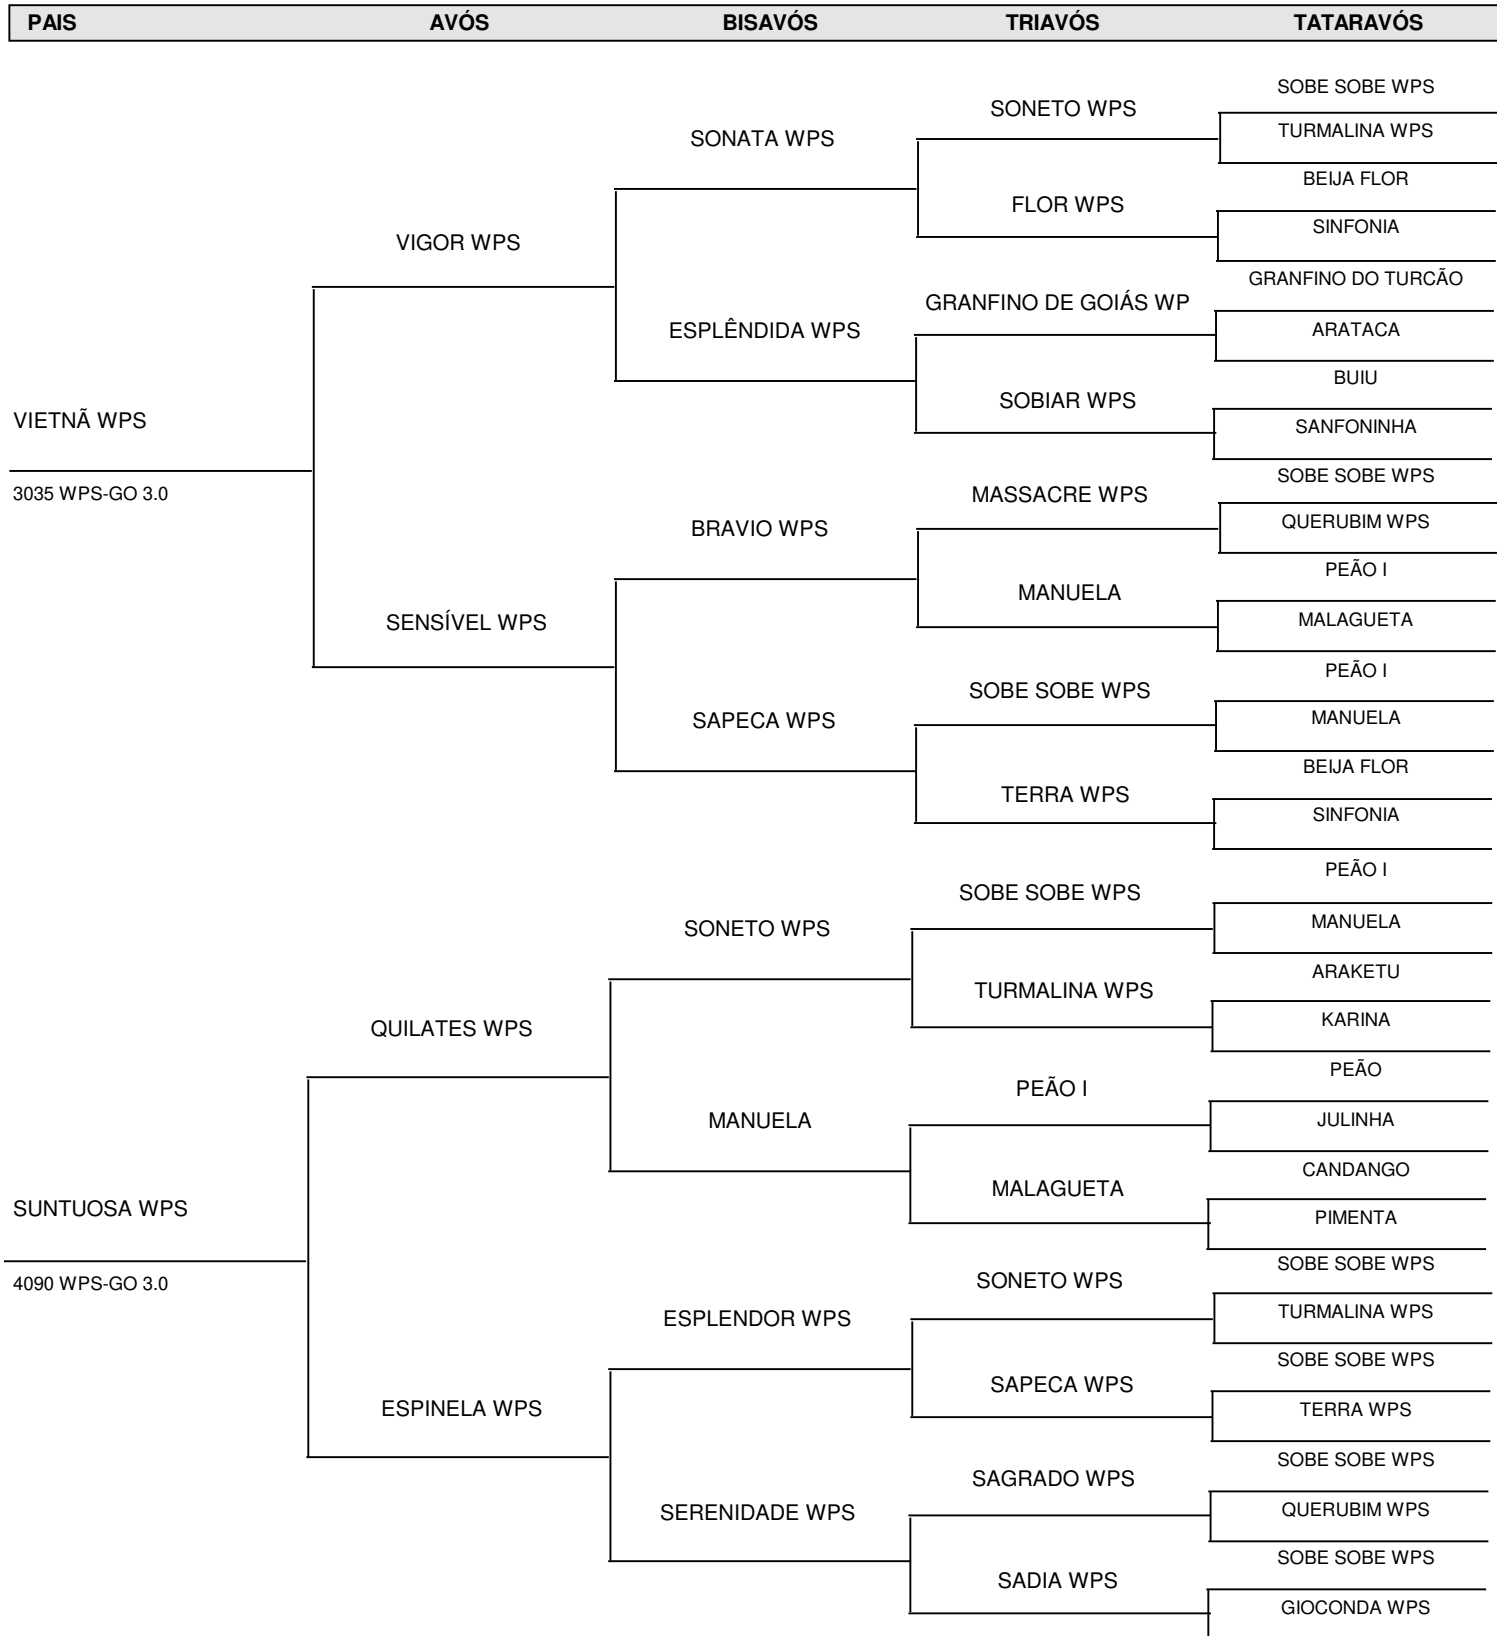 PAIS AVÓS BISAVÓS TRIAVÓS TATARAVÓS
SOBE SOBE WPS
SONETO WPS
TURMALINA WPS
SONATA WPS
BEIJA FLOR
FLOR WPS
SINFONIA
VIGOR WPS
GRANFINO DO TURCÃO
GRANFINO DE GOIÁS WP
ESPLÊNDIDA WPS
ARATACA
BUIU
SOBIAR WPS
VIETNÃ WPS
SANFONINHA
SOBE SOBE WPS
3035 WPS-GO 3.0
MASSACRE WPS
QUERUBIM WPS
BRAVIO WPS
PEÃO I
MANUELA
MALAGUETA
SENSÍVEL WPS
PEÃO I
SOBE SOBE WPS
MANUELA
SAPECA WPS
BEIJA FLOR
TERRA WPS
SINFONIA
PEÃO I
SOBE SOBE WPS
MANUELA
SONETO WPS
ARAKETU
TURMALINA WPS
KARINA
QUILATES WPS
PEÃO
PEÃO I
JULINHA
MANUELA
CANDANGO
MALAGUETA
SUNTUOSA WPS
PIMENTA
SOBE SOBE WPS
4090 WPS-GO 3.0
SONETO WPS
TURMALINA WPS
ESPLENDOR WPS
SOBE SOBE WPS
SAPECA WPS
ESPINELA WPS
TERRA WPS
SOBE SOBE WPS
SAGRADO WPS
QUERUBIM WPS
SERENIDADE WPS
SOBE SOBE WPS
SADIA WPS
GIOCONDA WPS